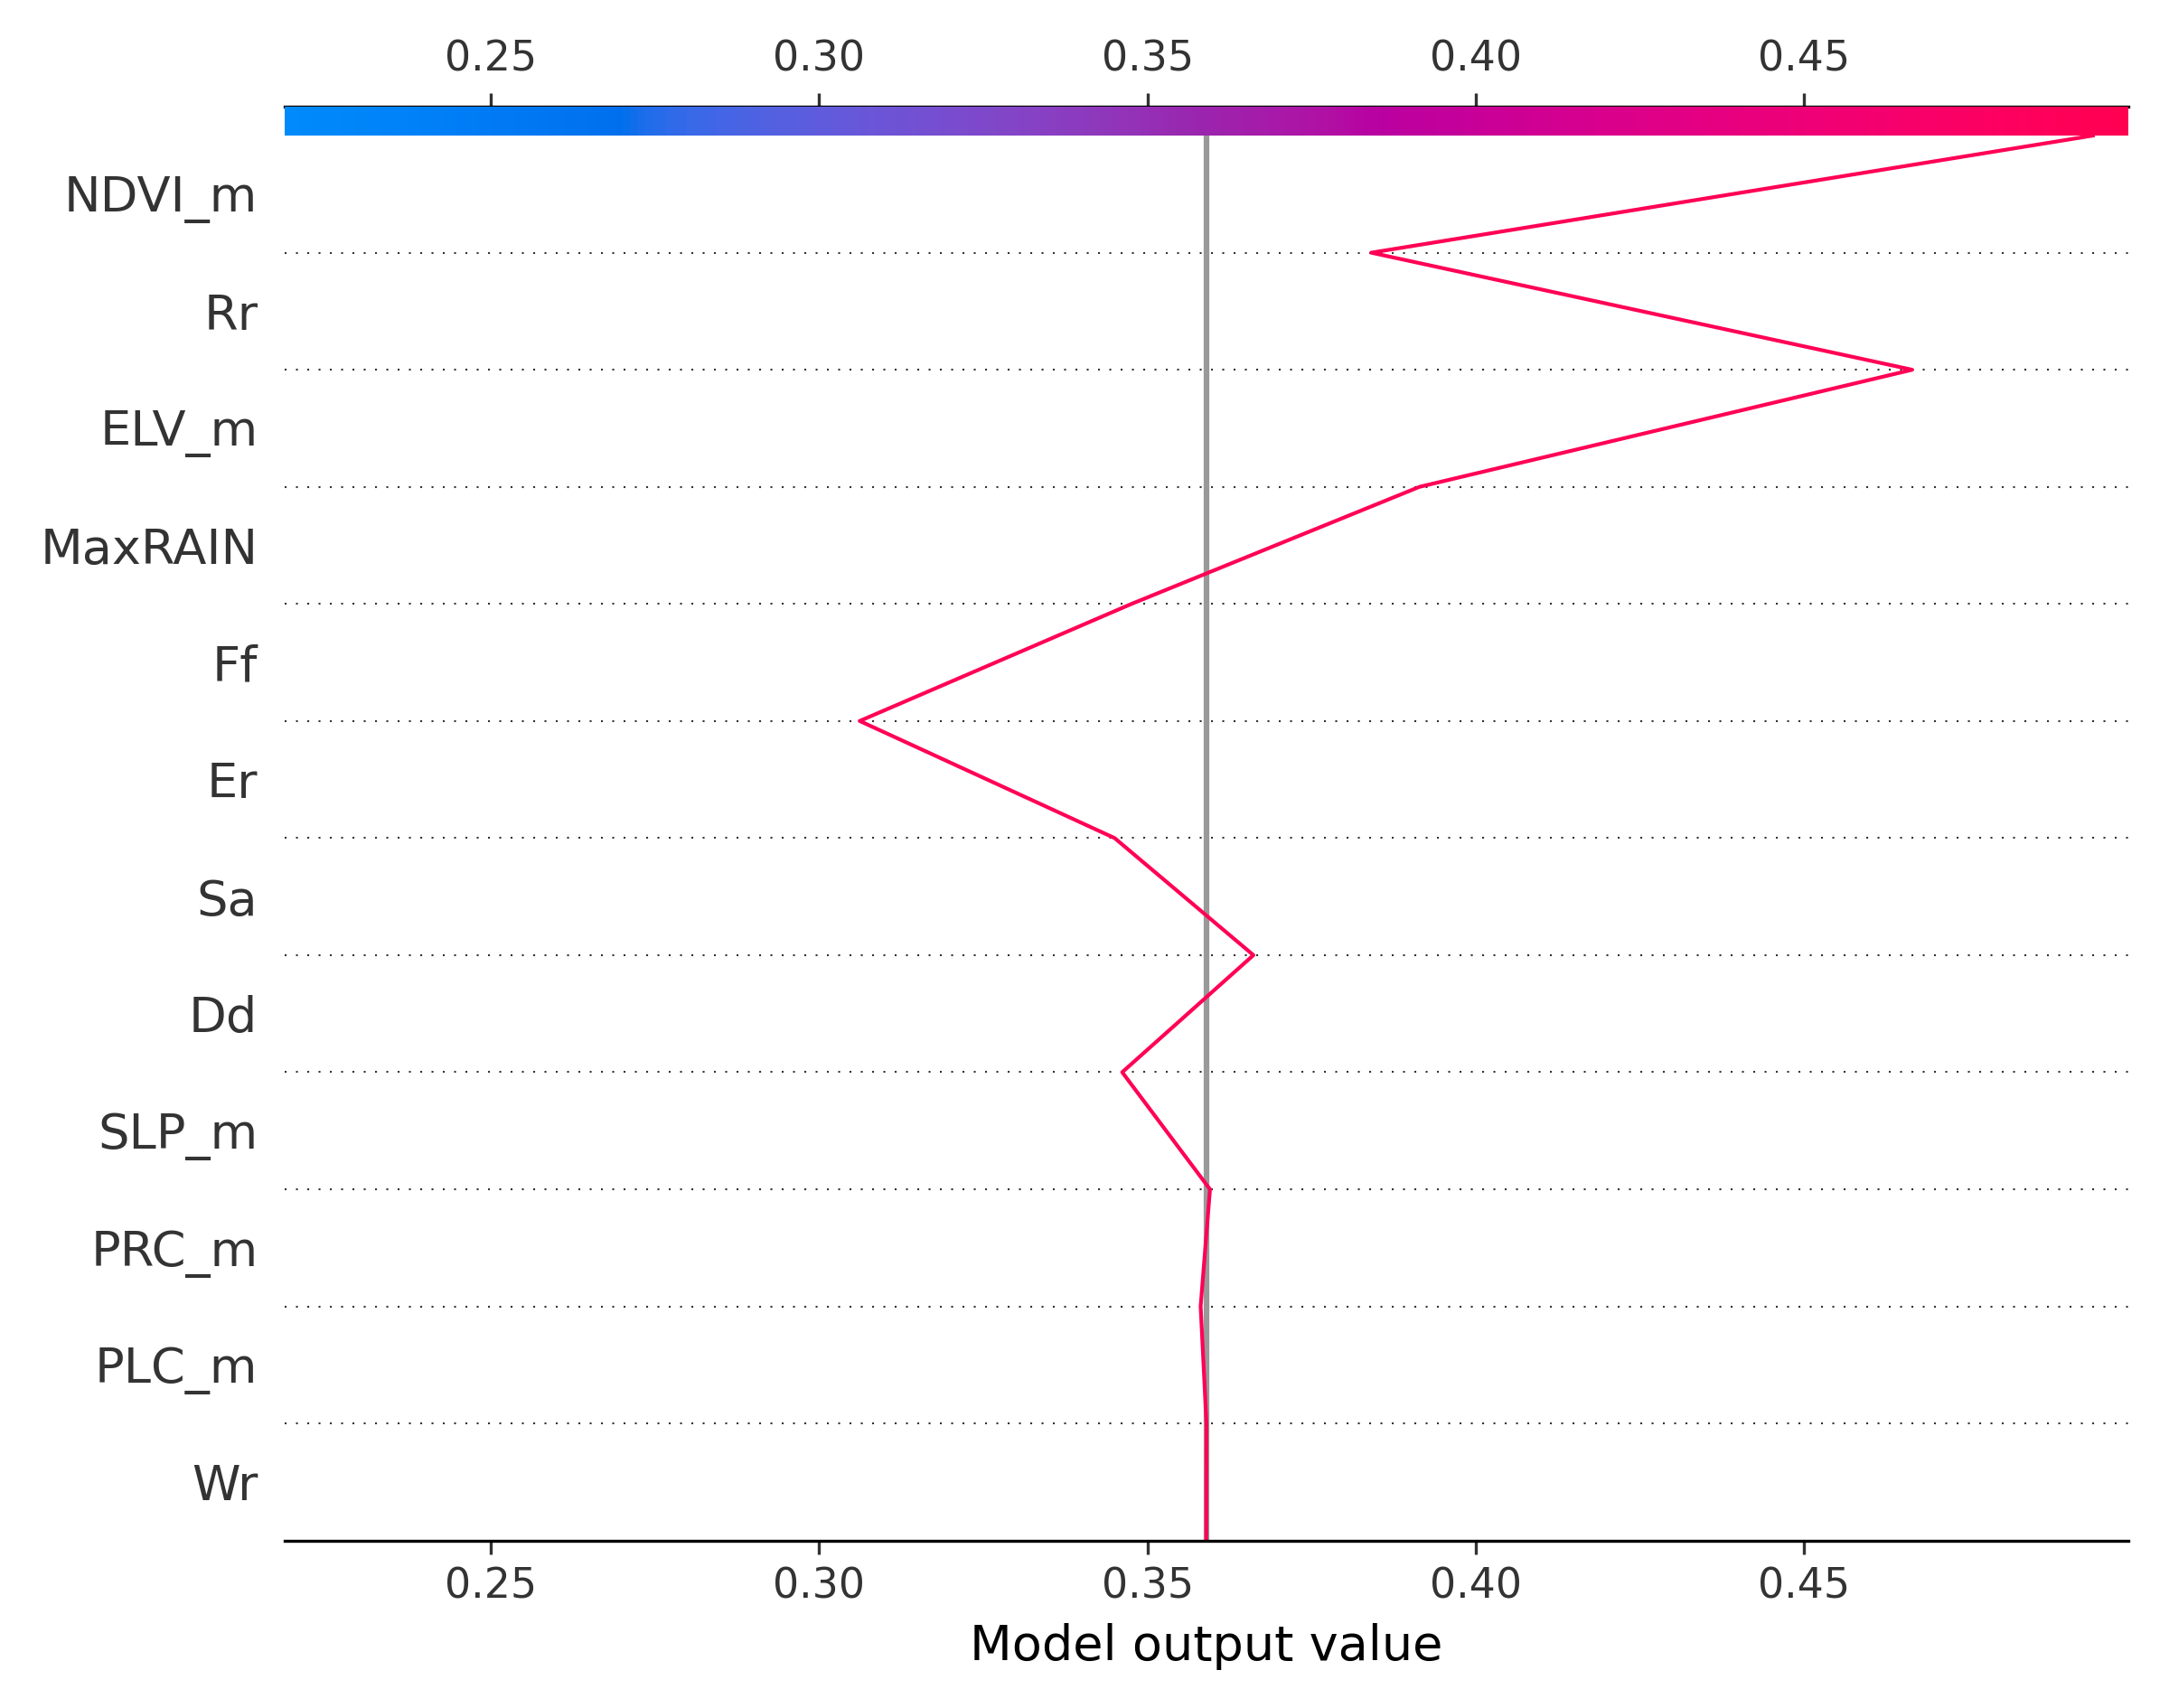 0.25 0.30 0.35 0.40 0.45
NDVI_m
Rr
ELV_m
MaxRAIN
Ff
Er
Sa
Dd
SLP_m
PRC_m
PLC_m
Wr
0.25 0.30 0.35 0.40 0.45
Model output value